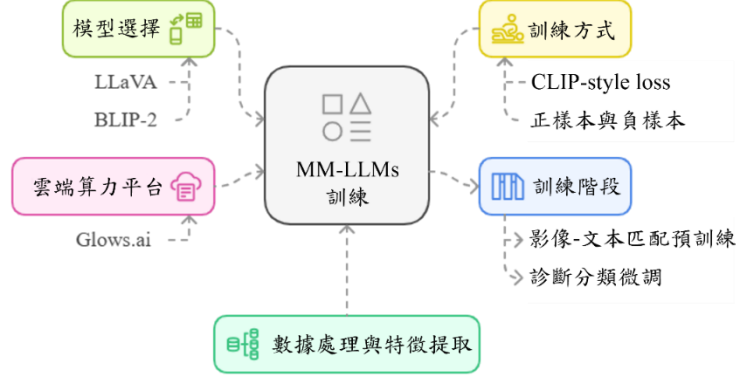 模型選擇
LLaVA
BLIP-2
雲端算力平台
Glows.ai
MM-LLMs
訓練
訓練方式
CLIP-style loss
正樣本與負樣本
訓練階段
影像-文本匹配預訓練
診斷分類微調
數據處理與特徵提取